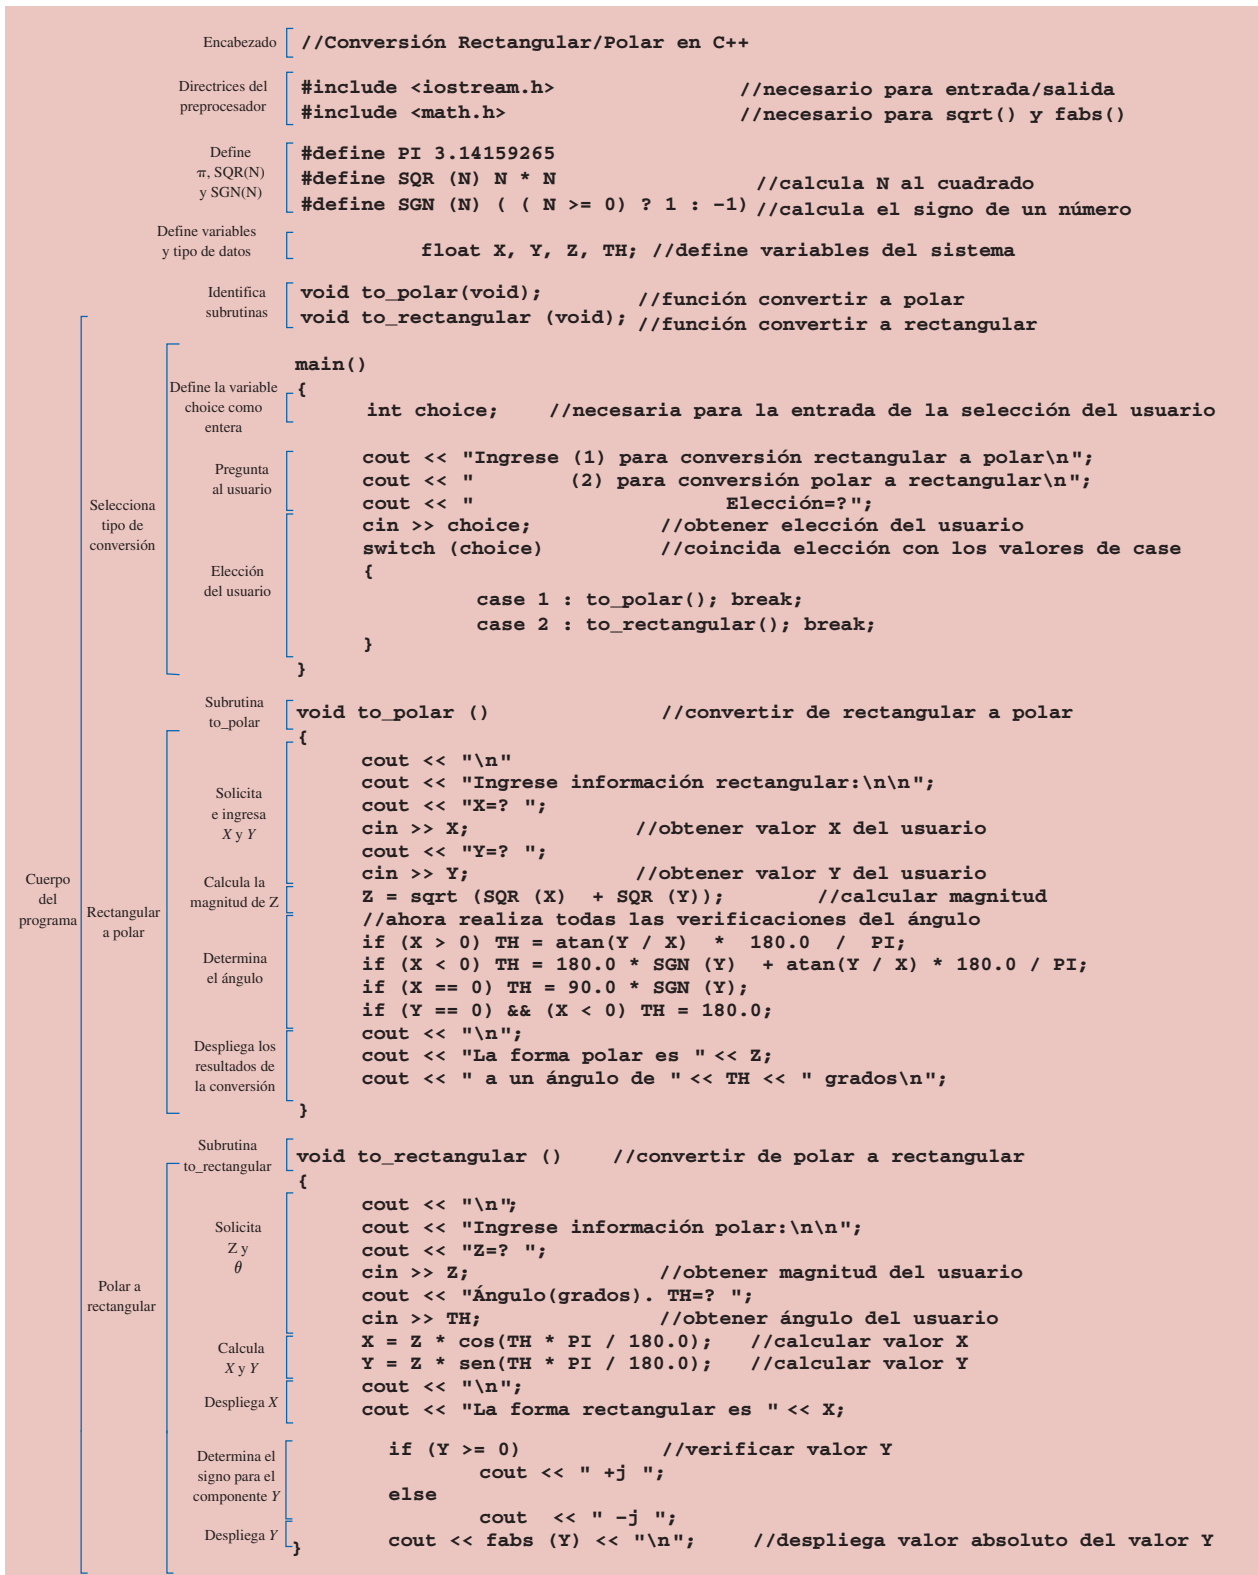 Encabezado //Conversión Rectangular/Polar en C++
Directrices del
preprocesador
#include <iostream.h> //necesario para entrada/salida
#include <math.h> //necesario para sqrt() y fabs()
Define
π, SQR(N)
y SGN(N)
#define PI 3.14159265
#define SQR (N) N * N //calcula N al cuadrado
#define SGN (N) ( ( N >= 0) ? 1 : -1) //calcula el signo de un número
Define variables
y tipo de datos
float X, Y, Z, TH; //define variables del sistema
Identifica
subrutinas
void to_polar(void); //función convertir a polar
void to_rectangular (void); //función convertir a rectangular
Cuerpo
del
programa
Selecciona
tipo de
conversión
main()
{
Define la variable
choice como
entera
int choice; //necesaria para la entrada de la selección del usuario
Pregunta
al usuario
cout << "Ingrese (1) para conversión rectangular a polar\n";
cout << " (2) para conversión polar a rectangular\n";
cout << " Elección=?";
Elección
del usuario
cin >> choice; //obtener elección del usuario
switch (choice) //coincida elección con los valores de case
{
case 1 : to_polar(); break;
case 2 : to_rectangular(); break;
}
}
Rectangular
a polar
Subrutina
to_polar
void to_polar () //convertir de rectangular a polar
{
Solicita
e ingresa
X y Y
cout << "\n"
cout << "Ingrese información rectangular:\n\n";
cout << "X=? ";
cin >> X; //obtener valor X del usuario
cout << "Y=? ";
cin >> Y; //obtener valor Y del usuario
Calcula la
magnitud de Z
Z = sqrt (SQR (X) + SQR (Y)); //calcular magnitud
Determina
el ángulo
//ahora realiza todas las verificaciones del ángulo
if (X > 0) TH = atan(Y / X) * 180.0 / PI;
if (X < 0) TH = 180.0 * SGN (Y) + atan(Y / X) * 180.0 / PI;
if (X == 0) TH = 90.0 * SGN (Y);
if (Y == 0) && (X < 0) TH = 180.0;
Despliega los
resultados de
la conversión
cout << "\n";
cout << "La forma polar es " << Z;
cout << " a un ángulo de " << TH << " grados\n";
}
Polar a
rectangular
Subrutina
to_rectangular
void to_rectangular () //convertir de polar a rectangular
{
Solicita
Z y
θ
cout << "\n";
cout << "Ingrese información polar:\n\n";
cout << "Z=? ";
cin >> Z; //obtener magnitud del usuario
cout << "Ángulo(grados). TH=? ";
cin >> TH; //obtener ángulo del usuario
Calcula
X y Y
X = Z * cos(TH * PI / 180.0); //calcular valor X
Y = Z * sen(TH * PI / 180.0); //calcular valor Y
Despliega X
cout << "\n";
cout << "La forma rectangular es " << X;
Determina el
signo para el
componente Y
if (Y >= 0) //verificar valor Y
cout << " +j ";
else
cout << " -j ";
Despliega Y
cout << fabs (Y) << "\n"; //despliega valor absoluto del valor Y
}